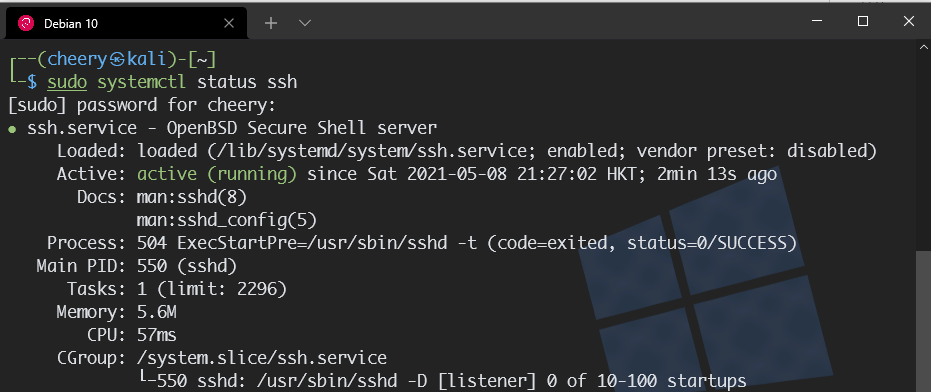 Debian 10
┌──(cheery㉿kali)-[~]
└─$ sudo systemctl status ssh
[sudo] password for cheery:
● ssh.service - OpenBSD Secure Shell server
Loaded: loaded (/lib/systemd/system/ssh.service; enabled; vendor preset: disabled)
Active: active (running) since Sat 2021-05-08 21:27:02 HKT; 2min 13s ago
Docs: man:sshd(8)
man:sshd_config(5)
Process: 504 ExecStartPre=/usr/sbin/sshd -t (code=exited, status=0/SUCCESS)
Main PID: 550 (sshd)
Tasks: 1 (limit: 2296)
Memory: 5.6M
CPU: 57ms
CGroup: /system.slice/ssh.service
└─550 sshd: /usr/sbin/sshd -D [listener] 0 of 10-100 startups